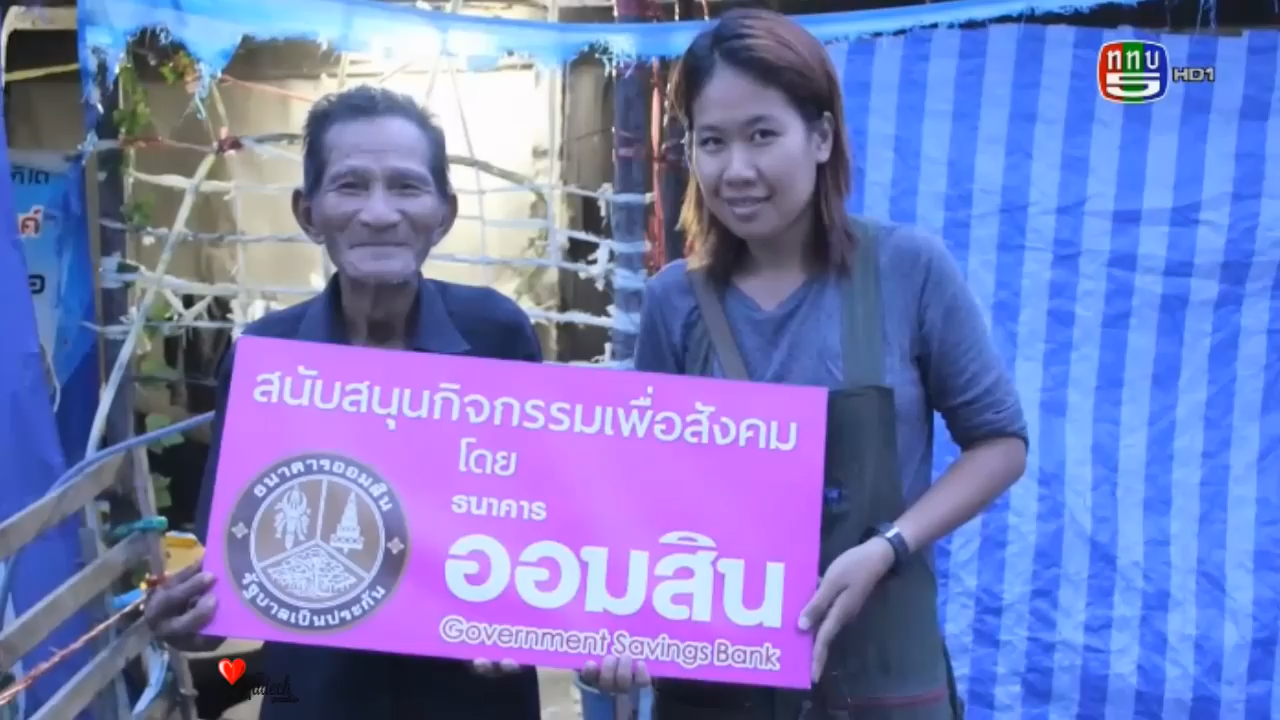 ททบ
5 HD1
สนับสนุนกิจกรรมเพื่อสังคม
โดย
ธนาคาร
ออมสิน
Government Savings Bank
ธนาคารออมสิน
รัฐบาลเป็นประกัน